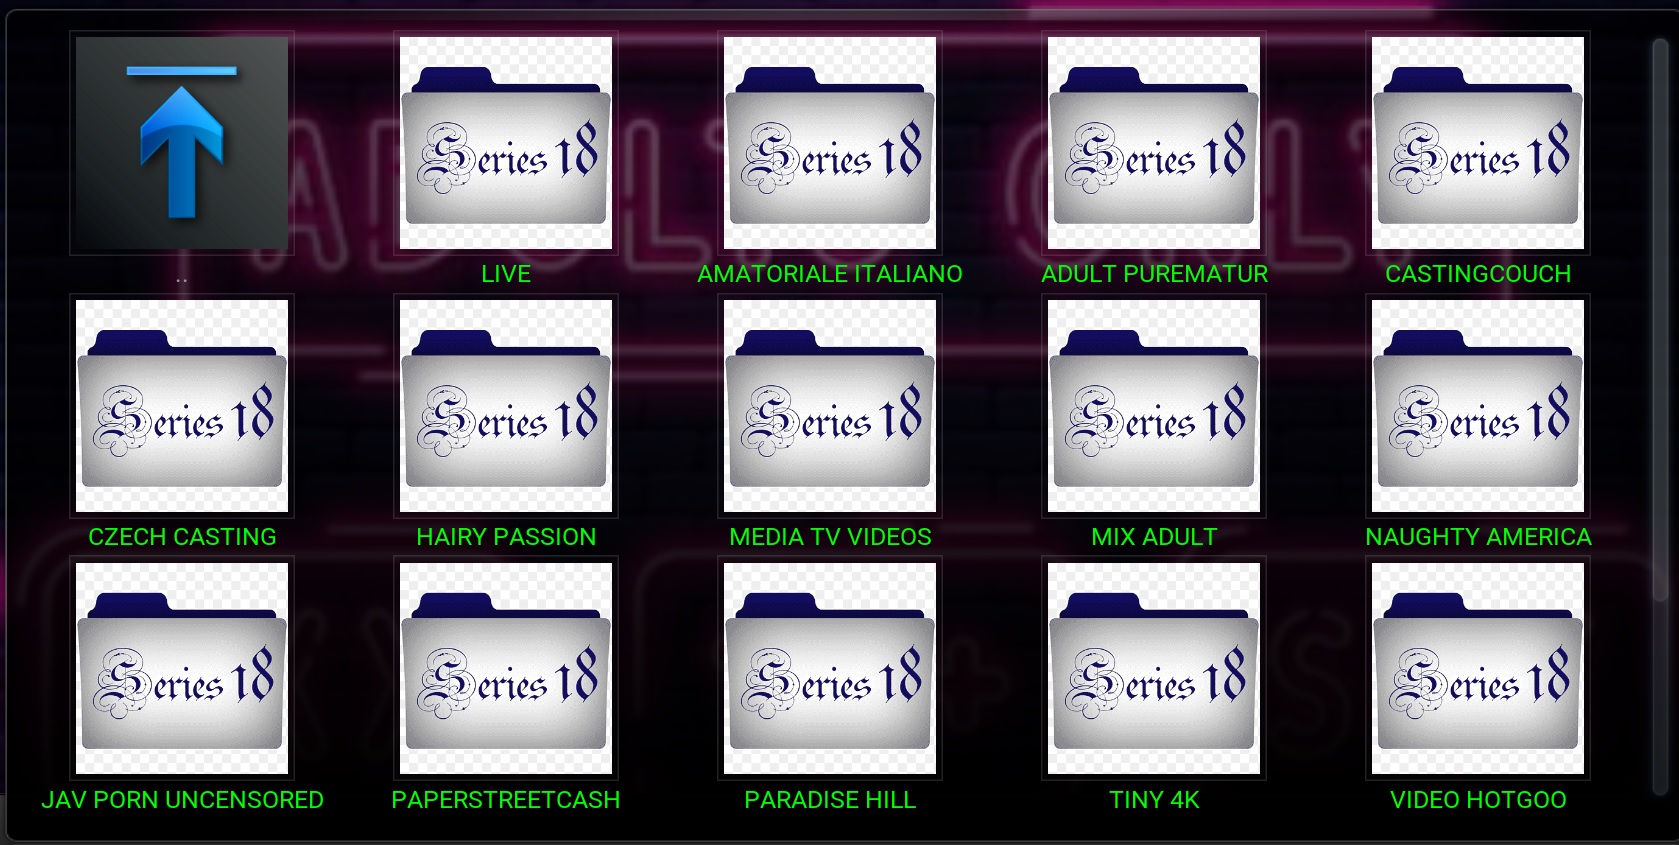 ADULTS ONLY
Series 18
Series 18
Series 18
Series 18
..
LIVE
AMATORIALE ITALIANO
ADULT PUREMATUR
CASTINGCOUCH
Series 18
Series 18
Series 18
Series 18
Series 18
CZECH CASTING
HAIRY PASSION
MEDIA TV VIDEOS
MIX ADULT
NAUGHTY AMERICA
Series 18
Series 18
Series 18
Series 18
Series 18
JAV PORN UNCENSORED
PAPERSTREETCASH
PARADISE HILL
TINY 4K
VIDEO HOTGOO